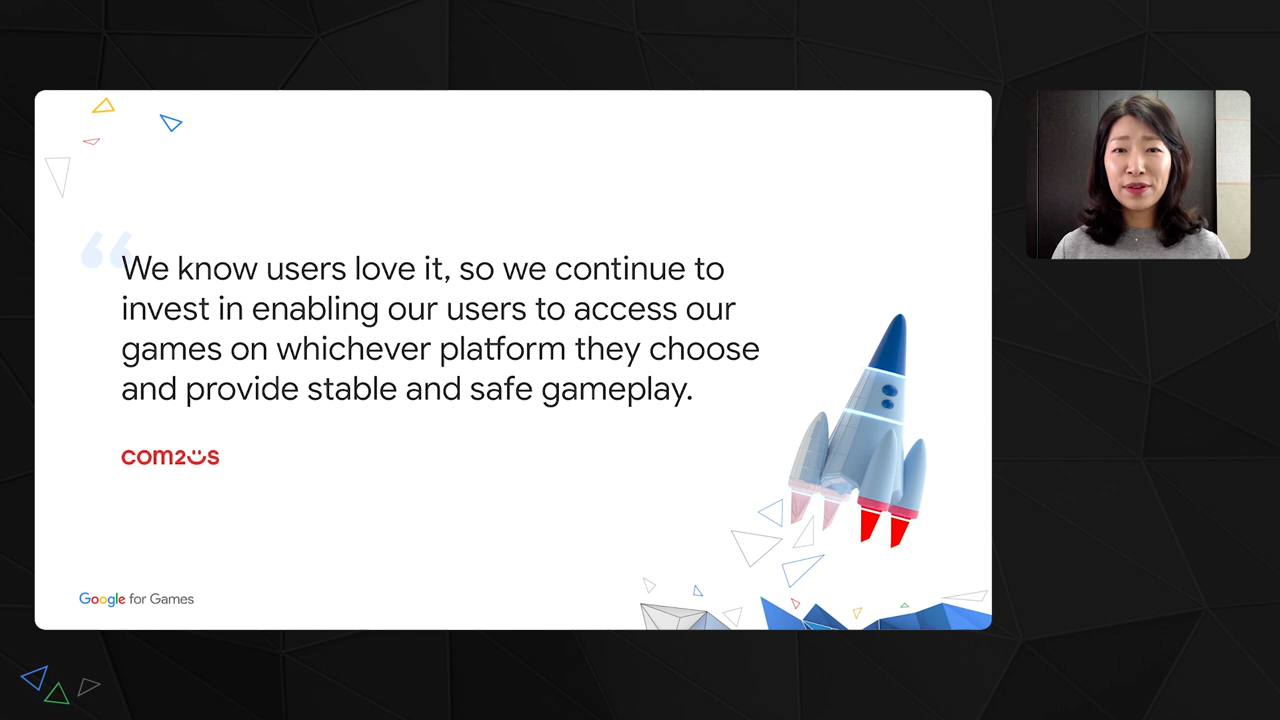 “
We know users love it, so we continue to
invest in enabling our users to access our
games on whichever platform they choose
and provide stable and safe gameplay.
com2us
Google for Games